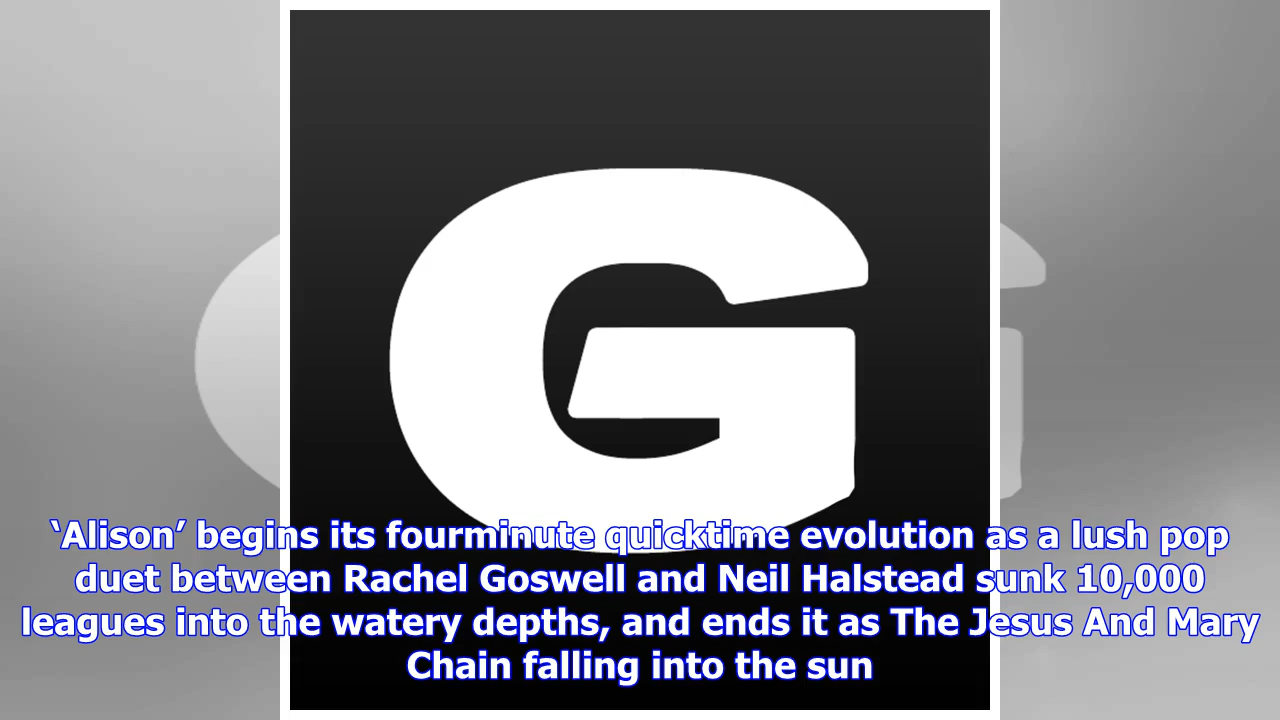 G
‘Alison’ begins its fourminute quicktime evolution as a lush pop
duet between Rachel Goswell and Neil Halstead sunk 10,000
leagues into the watery depths, and ends it as The Jesus And Mary
Chain falling into the sun